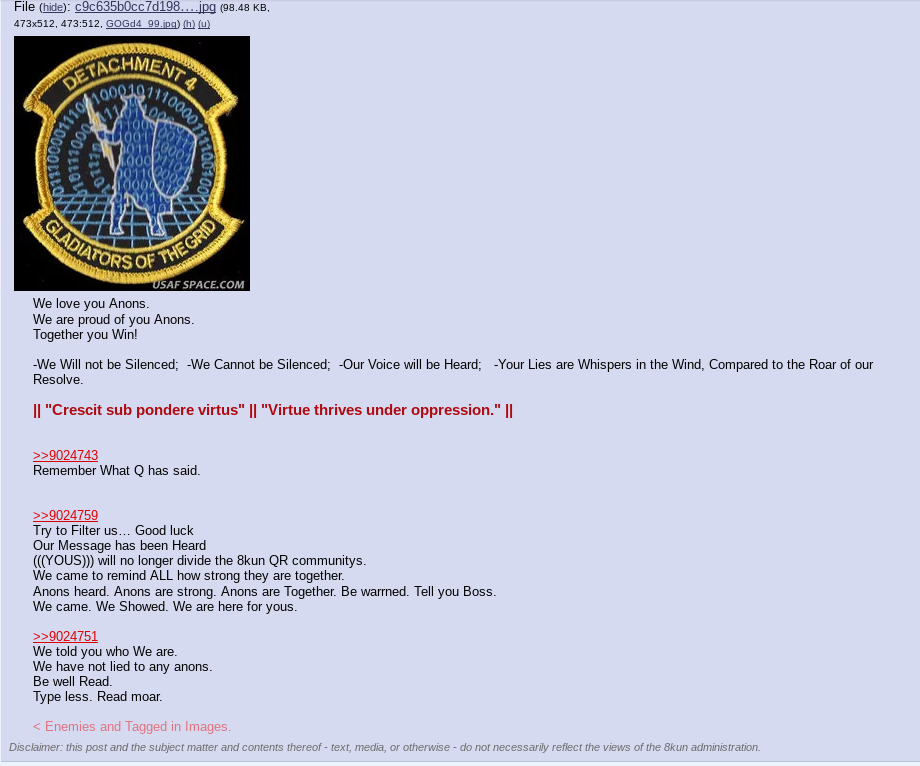 File (hide): c9c635b0cc7d198….jpg (98.48 KB,
473x512, 473:512, GOGd4_99.jpg) (h) (u)
DETACHMENT 4
GLADIATORS OF THE GRID
USAF SPACE.COM
We love you Anons.
We are proud of you Anons.
Together you Win!
-We Will not be Silenced;  -We Cannot be Silenced;  -Our Voice will be Heard;   -Your Lies are Whispers in the Wind, Compared to the Roar of our
Resolve.
|| "Crescit sub pondere virtus" || "Virtue thrives under oppression." ||
>>9024743
Remember What Q has said.
>>9024759
Try to Filter us… Good luck
Our Message has been Heard
(((YOUS))) will no longer divide the 8kun QR communitys.
We came to remind ALL how strong they are together.
Anons heard. Anons are strong. Anons are Together. Be warrned. Tell you Boss.
We came. We Showed. We are here for yous.
>>9024751
We told you who We are.
We have not lied to any anons.
Be well Read.
Type less. Read moar.
< Enemies and Tagged in Images.
Disclaimer: this post and the subject matter and contents thereof - text, media, or otherwise - do not necessarily reflect the views of the 8kun administration.